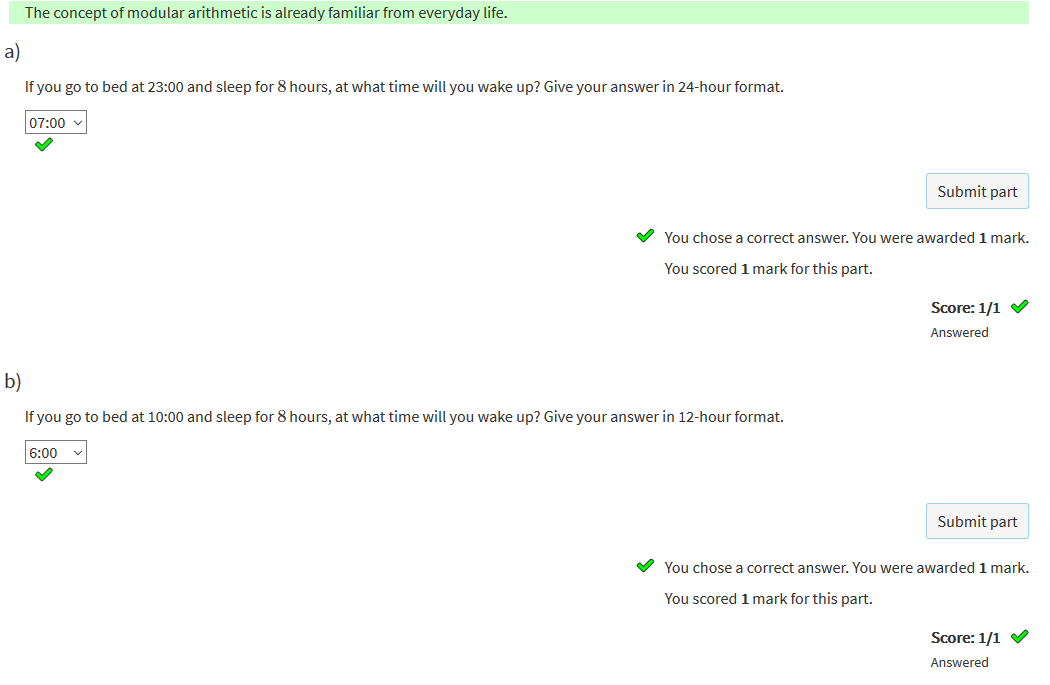 The concept of modular arithmetic is already familiar from everyday life.
a)
If you go to bed at 23:00 and sleep for 8 hours, at what time will you wake up? Give your answer in 24-hour format.
07:00
Submit part
You chose a correct answer. You were awarded 1 mark.
You scored 1 mark for this part.
Score: 1/1
Answered
b)
If you go to bed at 10:00 and sleep for 8 hours, at what time will you wake up? Give your answer in 12-hour format.
6:00
Submit part
You chose a correct answer. You were awarded 1 mark.
You scored 1 mark for this part.
Score: 1/1
Answered